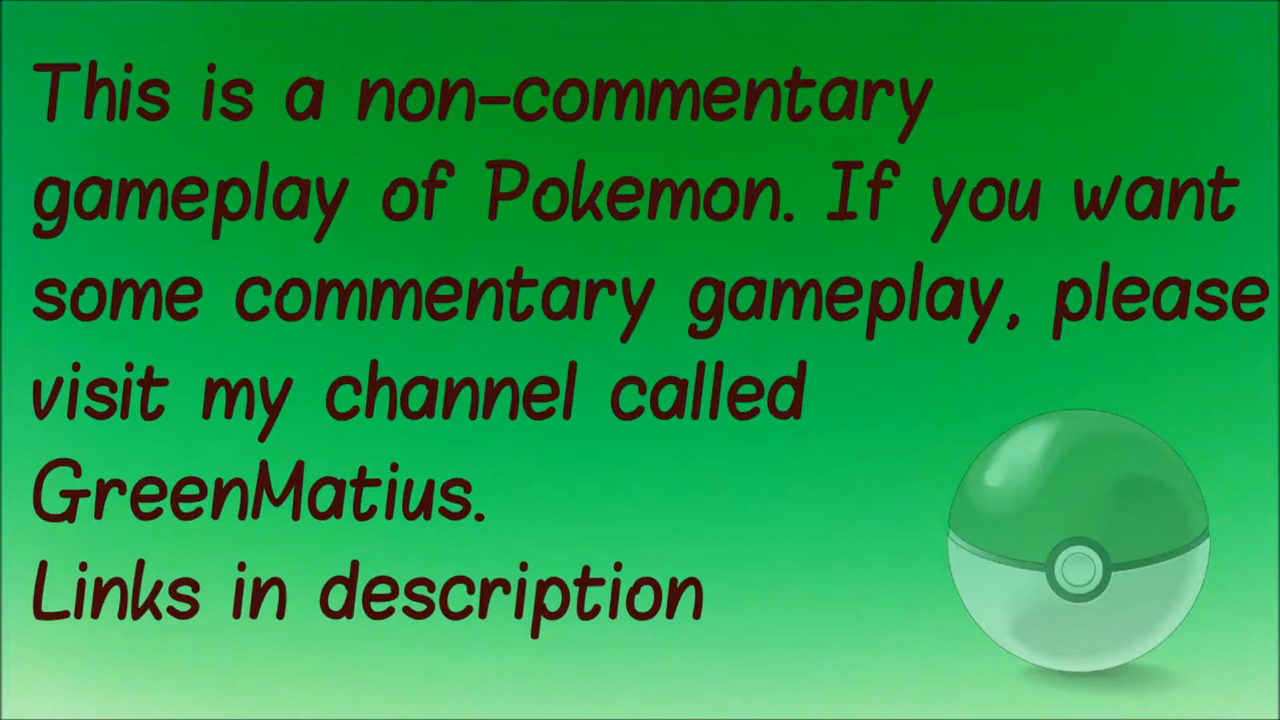 This is a non-commentary
gameplay of Pokemon. If you want
some commentary gameplay, please
visit my channel called
GreenMatius.
Links in description